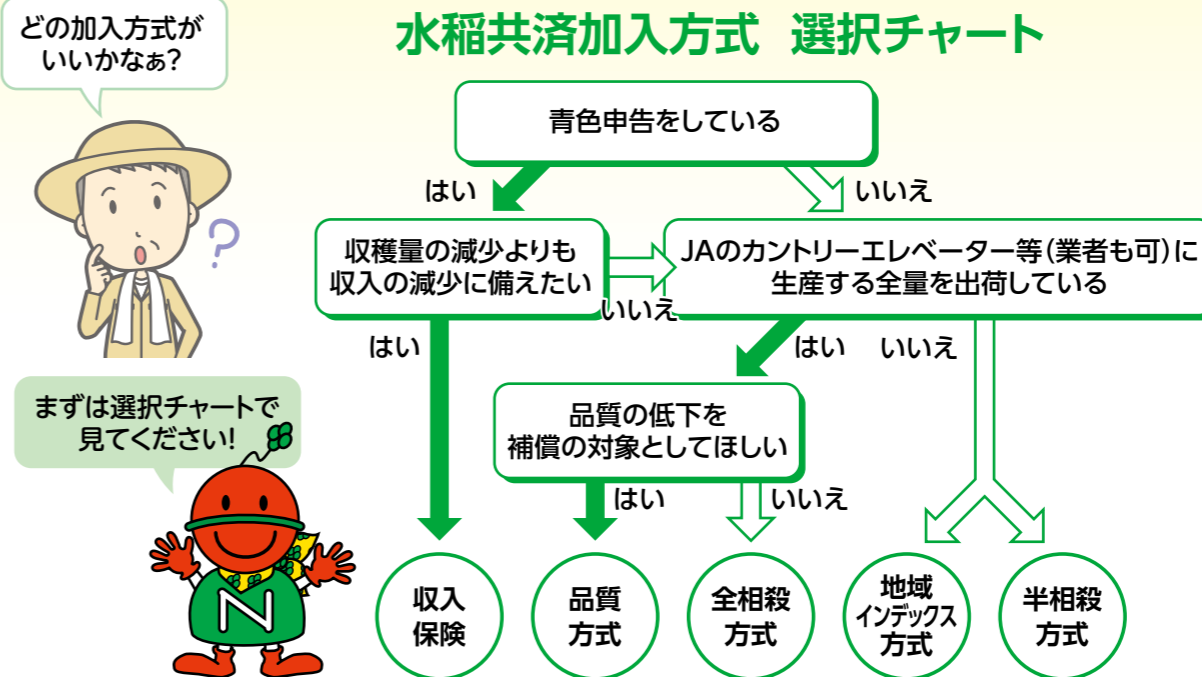 どの加入方式が
いいかなぁ?
水稲共済加入方式 選択チャート
青色申告をしている
はい
いいえ
収穫量の減少よりも
収入の減少に備えたい
いいえ
JAのカントリーエレベーター等(業者も可)に
生産する全量を出荷している
はい
はい
いいえ
まずは選択チャートで
見てください!
品質の低下を
補償の対象としてほしい
はい
いいえ
N
収入
保険
品質
方式
全相殺
方式
地域
インデックス
方式
半相殺
方式